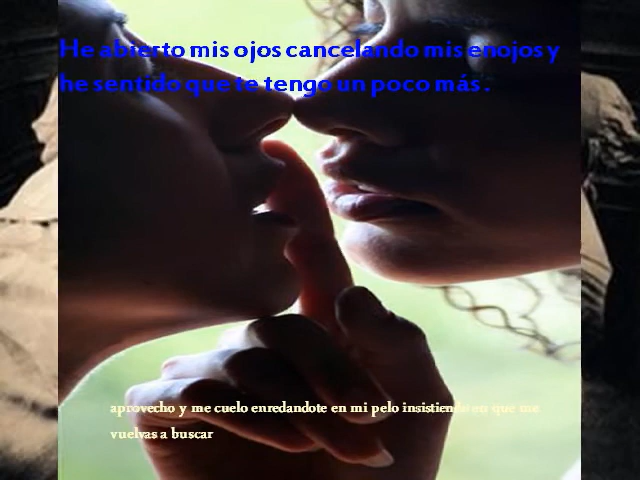 He abierto mis ojos cancelando mis enojos y
he sentido que te tengo un poco más .
aprovecho y me cuelo enredandote en mi pelo insistiendo en que me
vuelvas a buscar